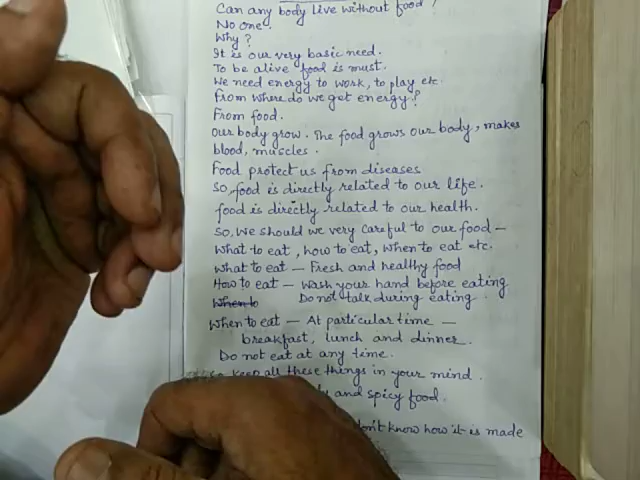 Can any body live without food ?
No one.
Why ?
It is our very basic need.
To be alive food is must.
We need energy to work, to play etc.
From where do we get energy ?
From food.
Our body grow. The food grows our body, makes
blood, muscles.
Food protect us from diseases
So, food is directly related to our life.
food is directly related to our health.
So, we should we very careful to our food -
What to eat, how to eat, when to eat etc.
What to eat - Fresh and healthy food
How to eat - Wash your hand before eating
When to Do not talk during eating.
When to eat - At particular time -
breakfast, lunch and dinner.
Do not eat at any time.
So keep all these things in your mind.
and spicy food.
don't know how it is made